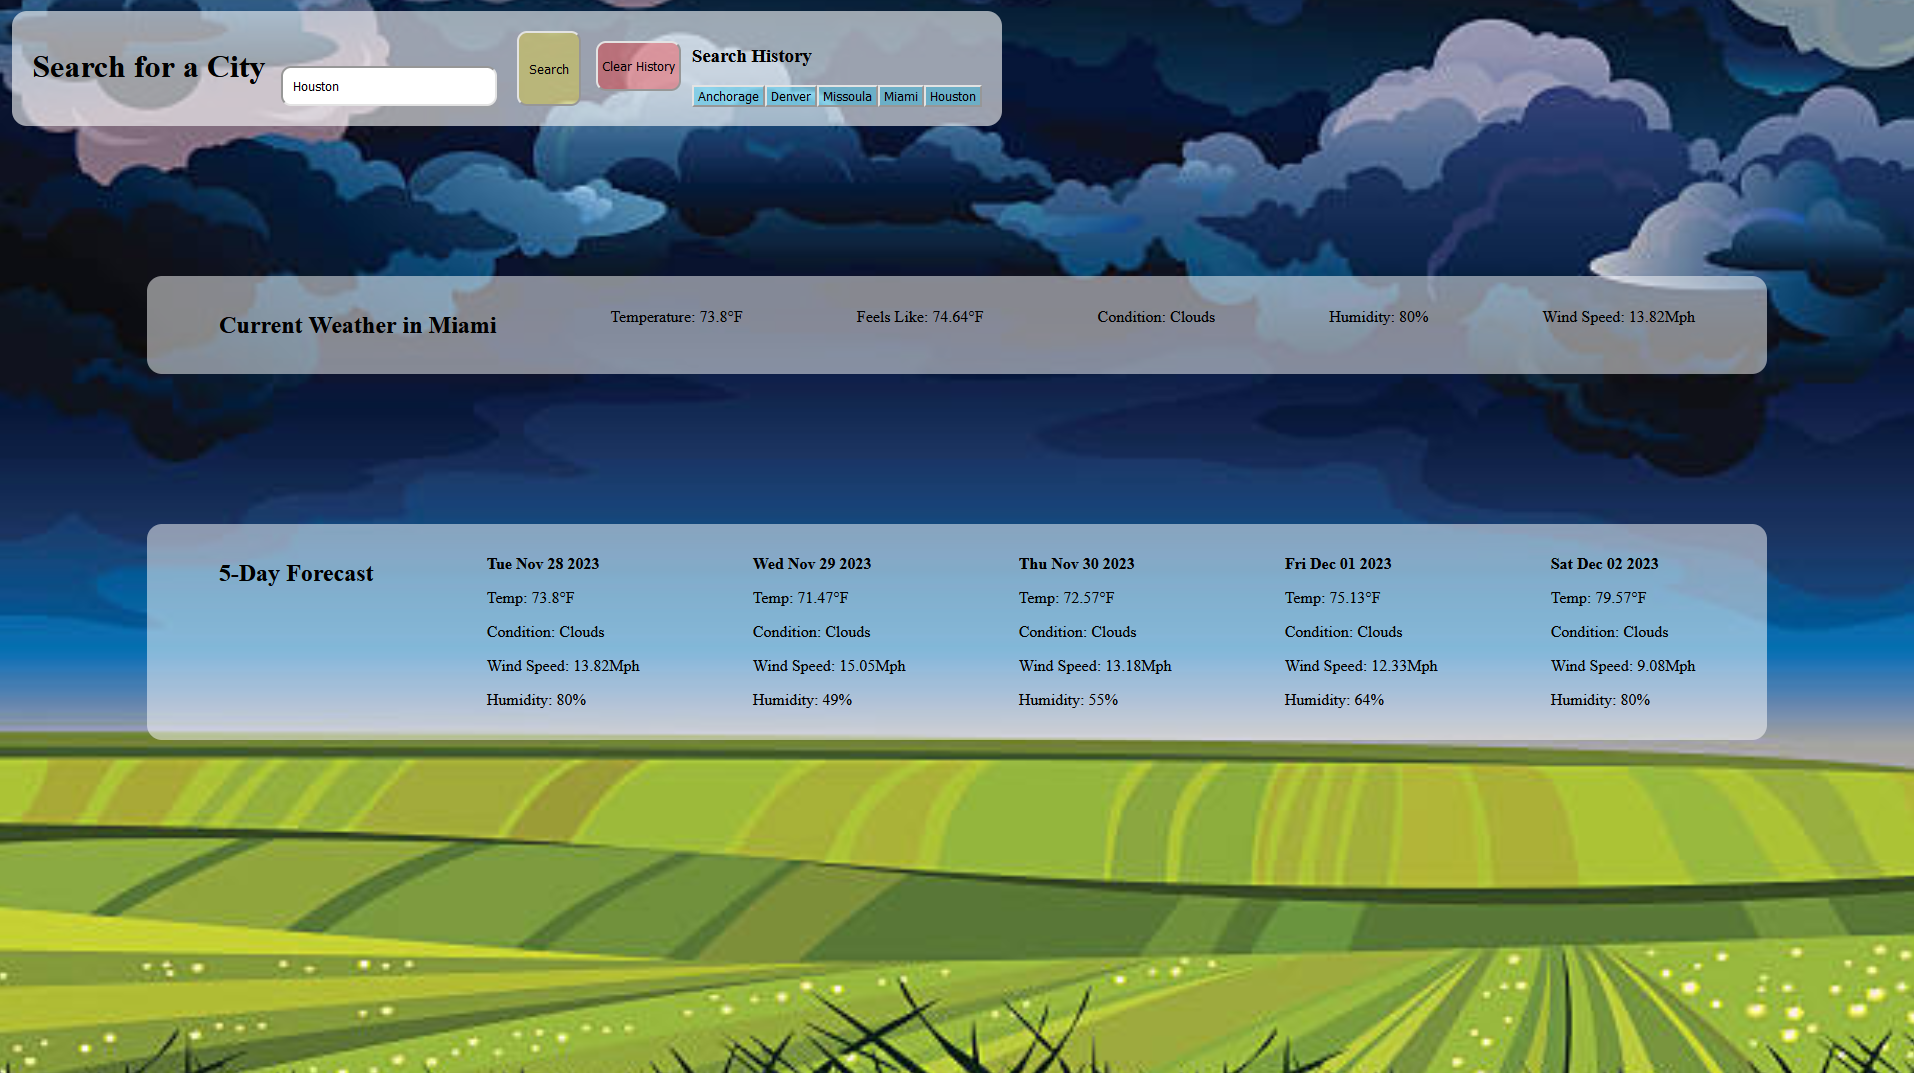 Search for a City
Houston
Search
Clear History
Search History
Anchorage Denver Missoula Miami Houston
Current Weather in Miami
Temperature: 73.8°F
Feels Like: 74.64°F
Condition: Clouds
Humidity: 80%
Wind Speed: 13.82Mph
5-Day Forecast
Tue Nov 28 2023
Temp: 73.8°F
Condition: Clouds
Wind Speed: 13.82Mph
Humidity: 80%
Wed Nov 29 2023
Temp: 71.47°F
Condition: Clouds
Wind Speed: 15.05Mph
Humidity: 49%
Thu Nov 30 2023
Temp: 72.57°F
Condition: Clouds
Wind Speed: 13.18Mph
Humidity: 55%
Fri Dec 01 2023
Temp: 75.13°F
Condition: Clouds
Wind Speed: 12.33Mph
Humidity: 64%
Sat Dec 02 2023
Temp: 79.57°F
Condition: Clouds
Wind Speed: 9.08Mph
Humidity: 80%